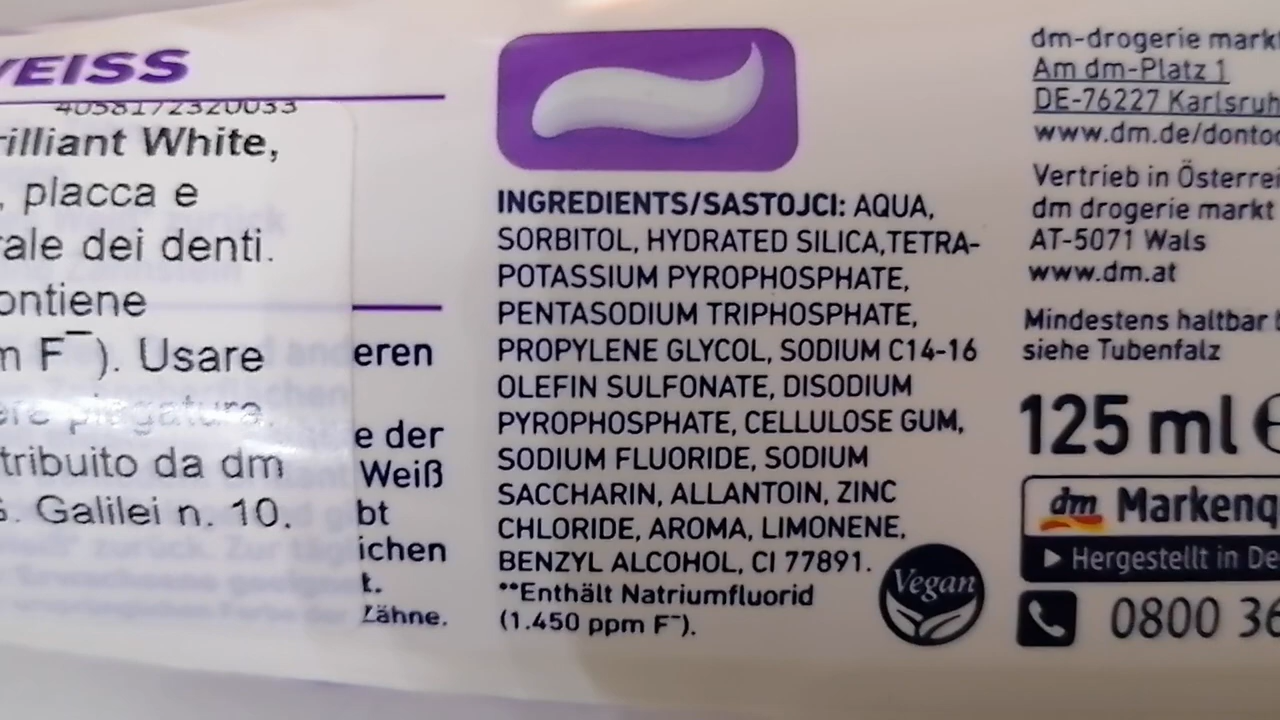 WEISS
4058172320033
rilliant White,
, placca e
rale dei denti.
ontiene
m F⁻). Usare
piegatura.
tribuito da dm
G. Galilei n. 10.
eren
e der
Weiß
bt
ichen
t.
Zähne.
INGREDIENTS/SASTOJCI: AQUA,
SORBITOL, HYDRATED SILICA,TETRA-
POTASSIUM PYROPHOSPHATE,
PENTASODIUM TRIPHOSPHATE,
PROPYLENE GLYCOL, SODIUM C14-16
OLEFIN SULFONATE, DISODIUM
PYROPHOSPHATE, CELLULOSE GUM,
SODIUM FLUORIDE, SODIUM
SACCHARIN, ALLANTOIN, ZINC
CHLORIDE, AROMA, LIMONENE,
BENZYL ALCOHOL, CI 77891.
**Enthält Natriumfluorid
(1.450 ppm F⁻).
Vegan
dm-drogerie markt
Am dm-Platz 1
DE-76227 Karlsruh
www.dm.de/dontod
Vertrieb in Österrei
dm drogerie markt
AT-5071 Wals
www.dm.at
Mindestens haltbar
siehe Tubenfalz
125 ml e
dm Markenq
Hergestellt in De
0800 36